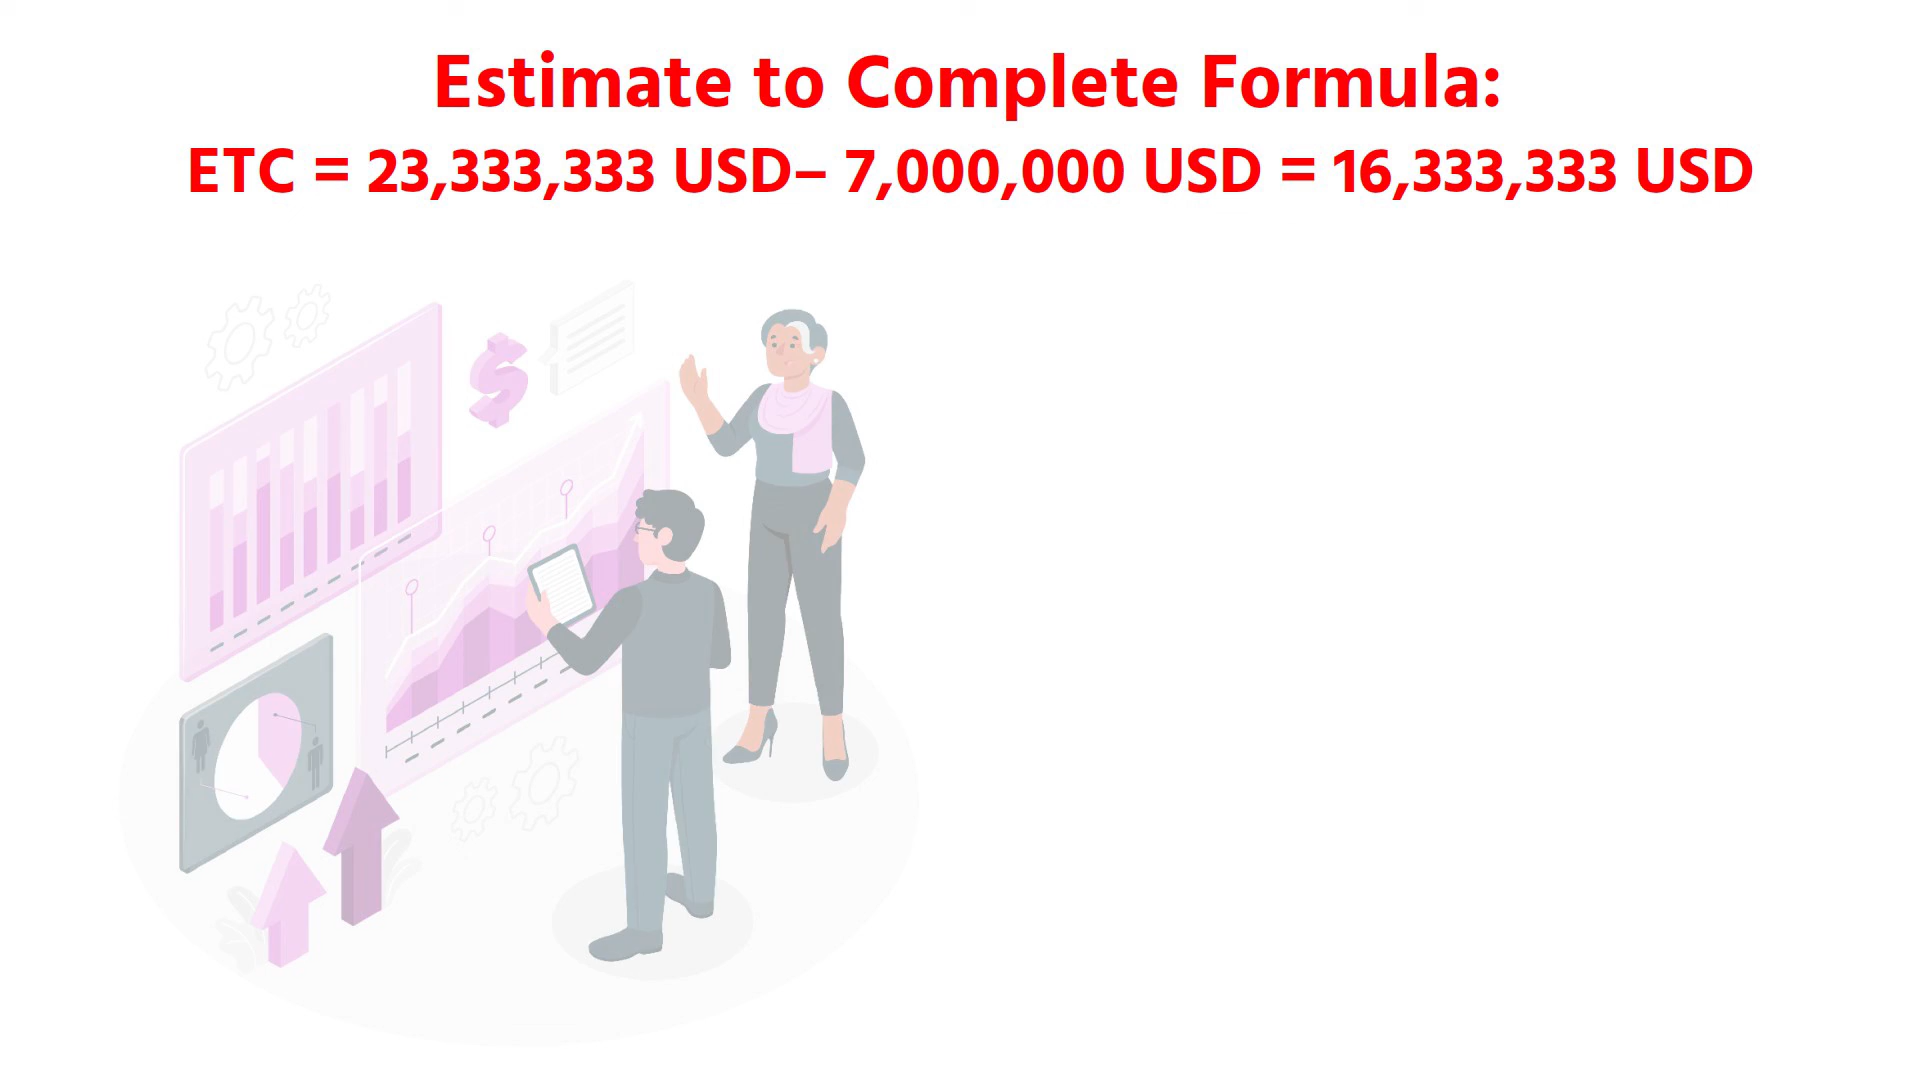 Estimate to Complete Formula:
ETC = 23,333,333 USD– 7,000,000 USD = 16,333,333 USD